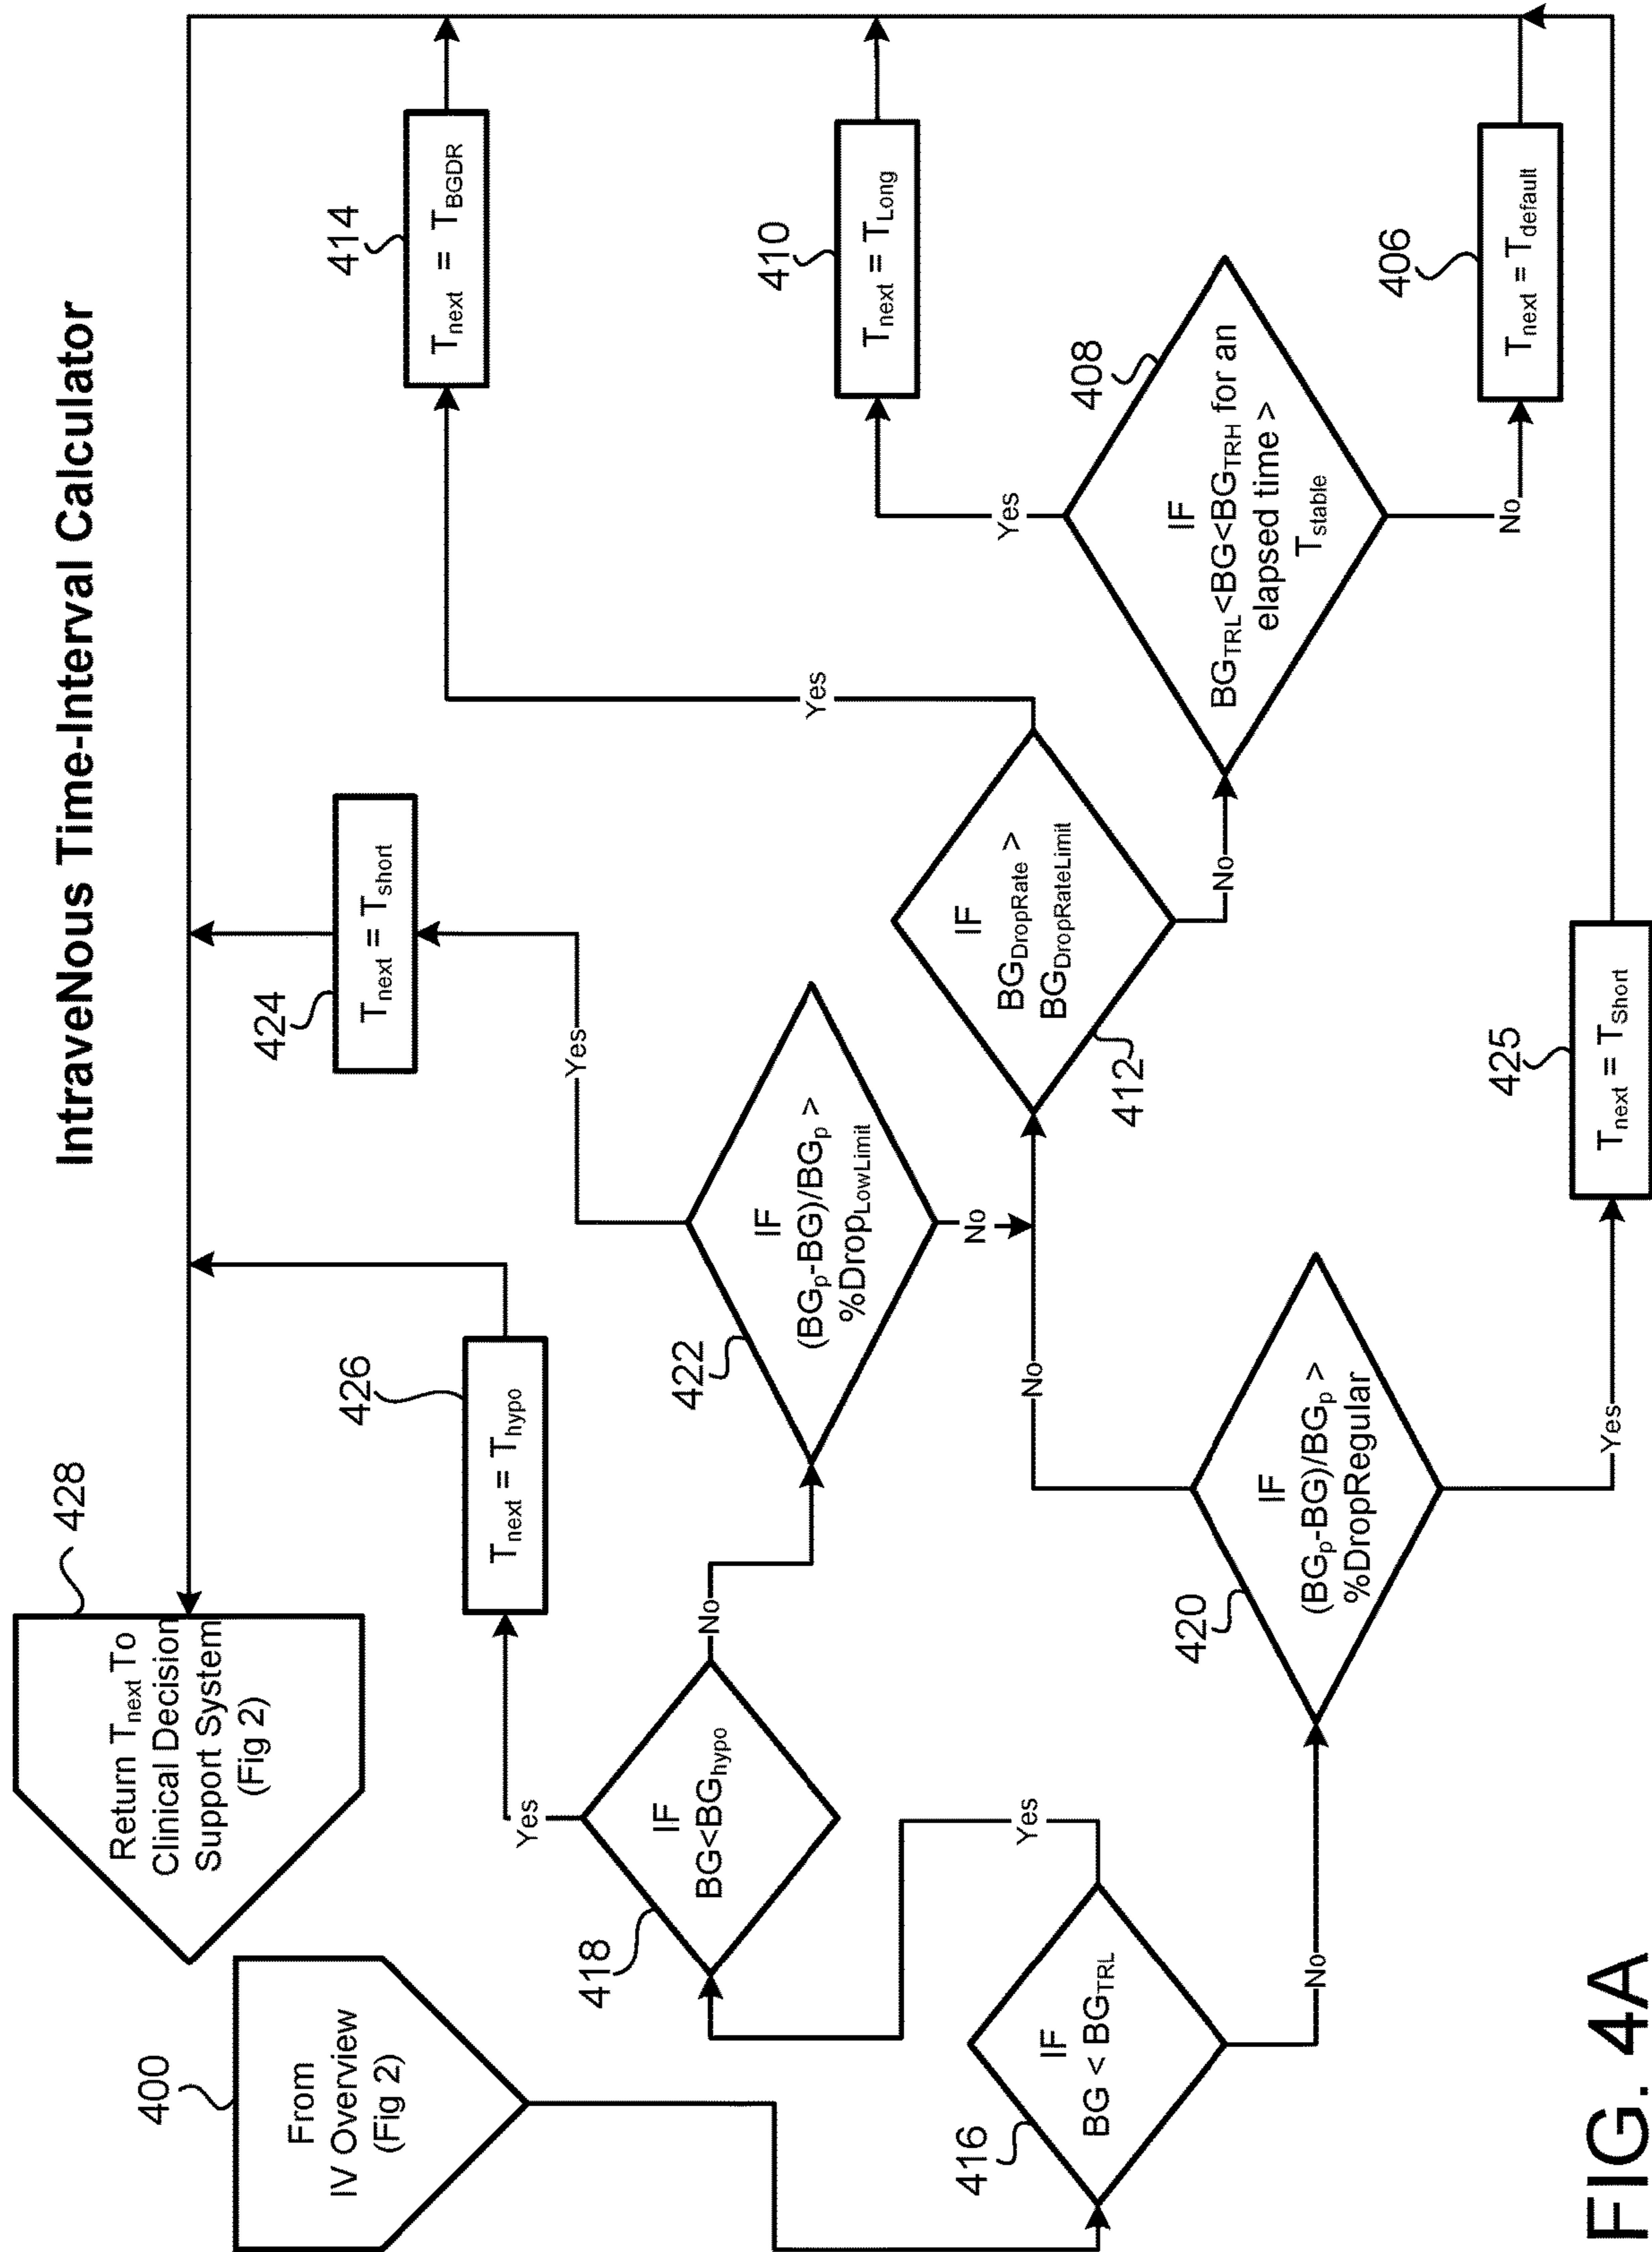 IntraveNous Time-Interval Calculator
400
From
IV Overview
(Fig 2)
428
Return Tnext To
Clinical Decision
Support System
(Fig 2)
416
IF
BG < BGTRL
Yes
No
418
IF
BG<BGhypo
Yes
No
426
Tnext = Thypo
422
IF
(BGp-BG)/BGp >
%DropLowLimit
Yes
No
424
Tnext = Tshort
420
IF
(BGp-BG)/BGp >
%DropRegular
No
Yes
425
Tnext = TShort
412
IF
BGDropRate >
BGDropRateLimit
Yes
No
414
Tnext = TBGDR
408
IF
BGTRL<BG<BGTRH for an
elapsed time >
Tstable
Yes
No
410
Tnext = TLong
406
Tnext = Tdefault
FIG. 4A